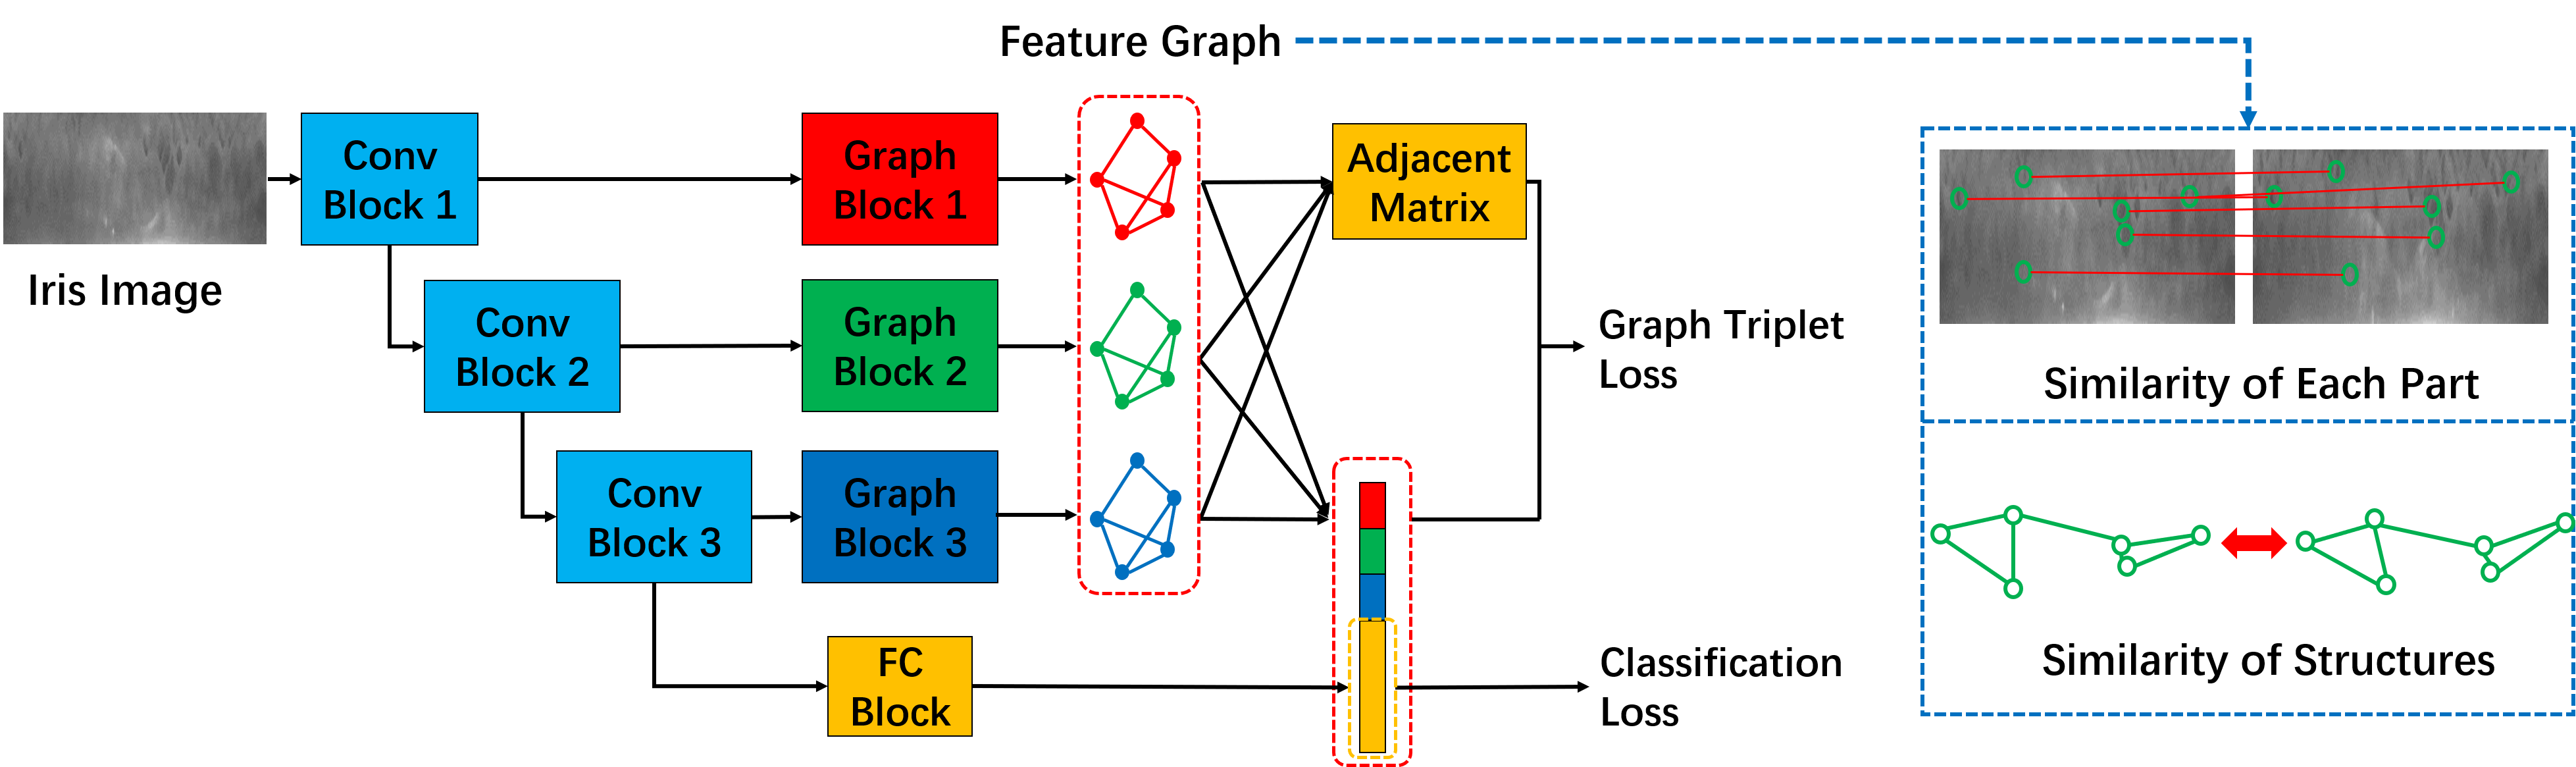 Feature Graph
Iris Image
Conv
Block 1
Graph
Block 1
Adjacent
Matrix
Conv
Block 2
Graph
Block 2
Graph Triplet
Loss
Conv
Block 3
Graph
Block 3
FC
Block
Classification
Loss
Similarity of Each Part
Similarity of Structures